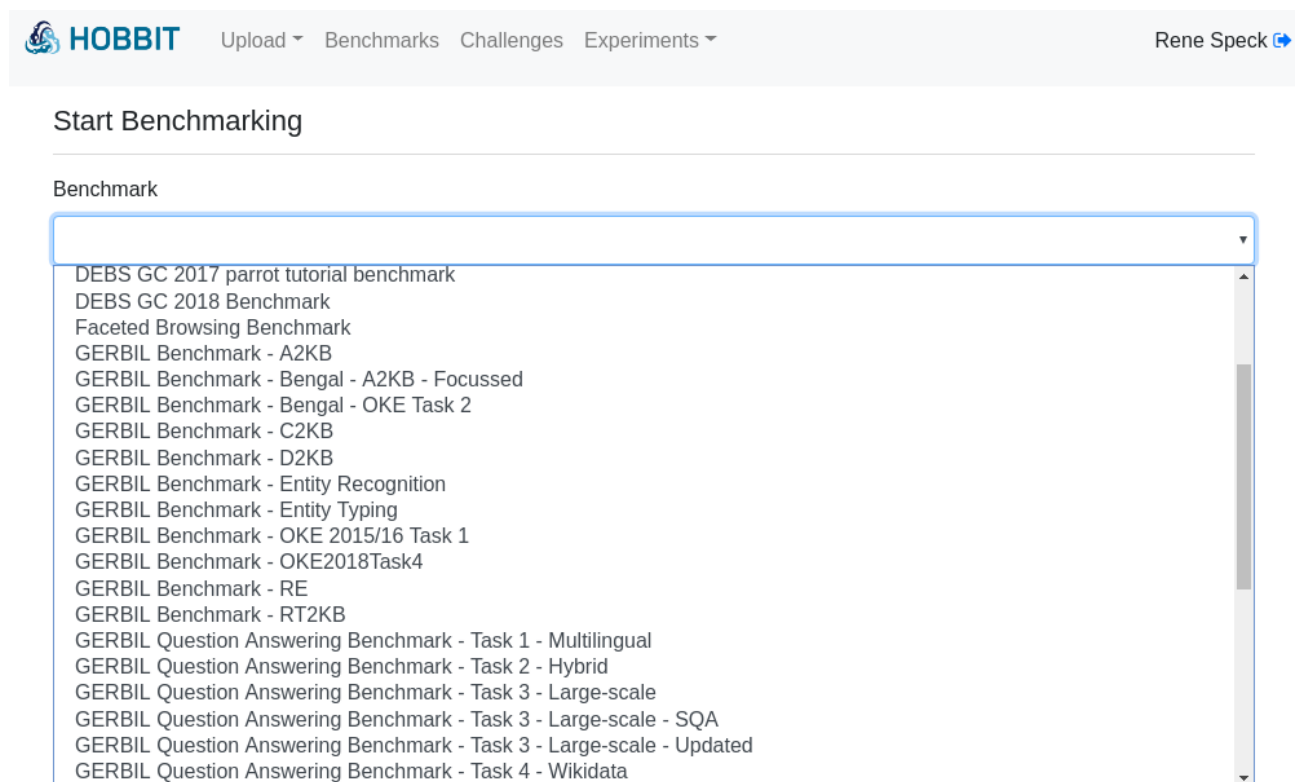 HOBBIT Upload Benchmarks Challenges Experiments Rene Speck
Start Benchmarking
Benchmark
DEBS GC 2017 parrot tutorial benchmark
DEBS GC 2018 Benchmark
Faceted Browsing Benchmark
GERBIL Benchmark - A2KB
GERBIL Benchmark - Bengal - A2KB - Focussed
GERBIL Benchmark - Bengal - OKE Task 2
GERBIL Benchmark - C2KB
GERBIL Benchmark - D2KB
GERBIL Benchmark - Entity Recognition
GERBIL Benchmark - Entity Typing
GERBIL Benchmark - OKE 2015/16 Task 1
GERBIL Benchmark - OKE2018Task4
GERBIL Benchmark - RE
GERBIL Benchmark - RT2KB
GERBIL Question Answering Benchmark - Task 1 - Multilingual
GERBIL Question Answering Benchmark - Task 2 - Hybrid
GERBIL Question Answering Benchmark - Task 3 - Large-scale
GERBIL Question Answering Benchmark - Task 3 - Large-scale - SQA
GERBIL Question Answering Benchmark - Task 3 - Large-scale - Updated
GERBIL Question Answering Benchmark - Task 4 - Wikidata